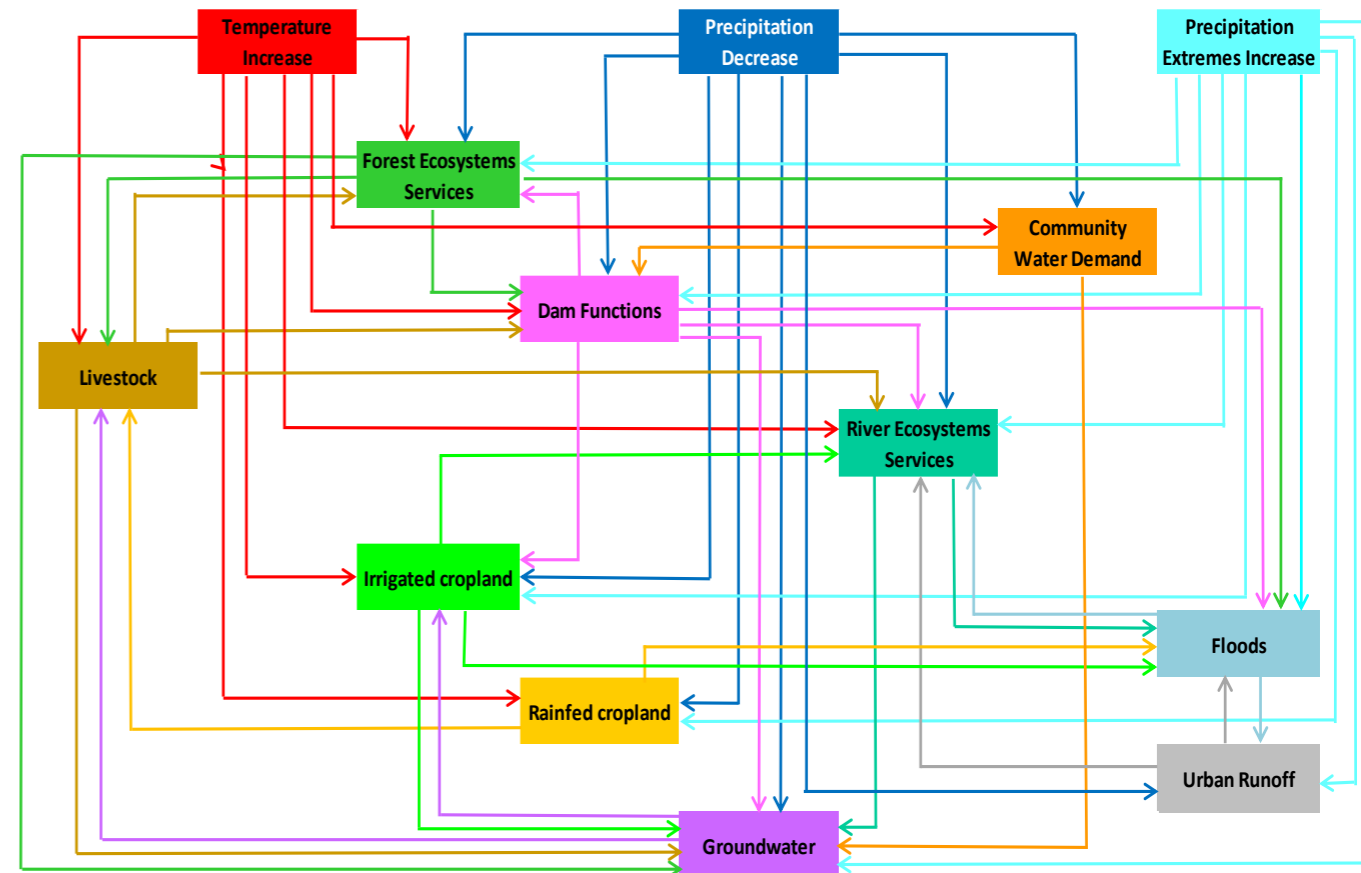 Temperature
Increase
Precipitation
Decrease
Precipitation
Extremes Increase
Forest Ecosystems
Services
Community
Water Demand
Dam Functions
Livestock
River Ecosystems
Services
Irrigated cropland
Floods
Rainfed cropland
Urban Runoff
Groundwater